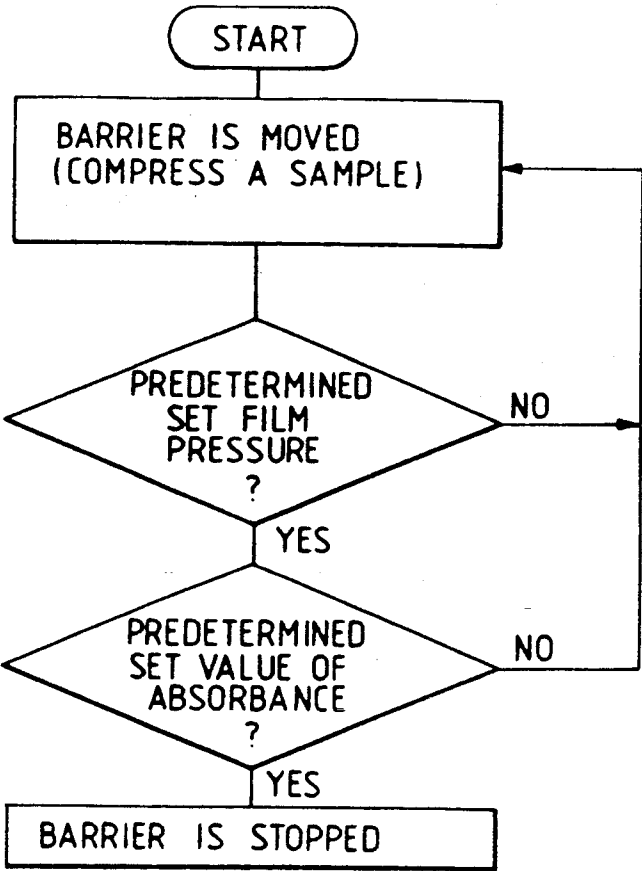 START
BARRIER IS MOVED
(COMPRESS A SAMPLE)
PREDETERMINED
SET FILM
PRESSURE
?
NO
YES
PREDETERMINED
SET VALUE OF
ABSORBANCE
?
NO
YES
BARRIER IS STOPPED